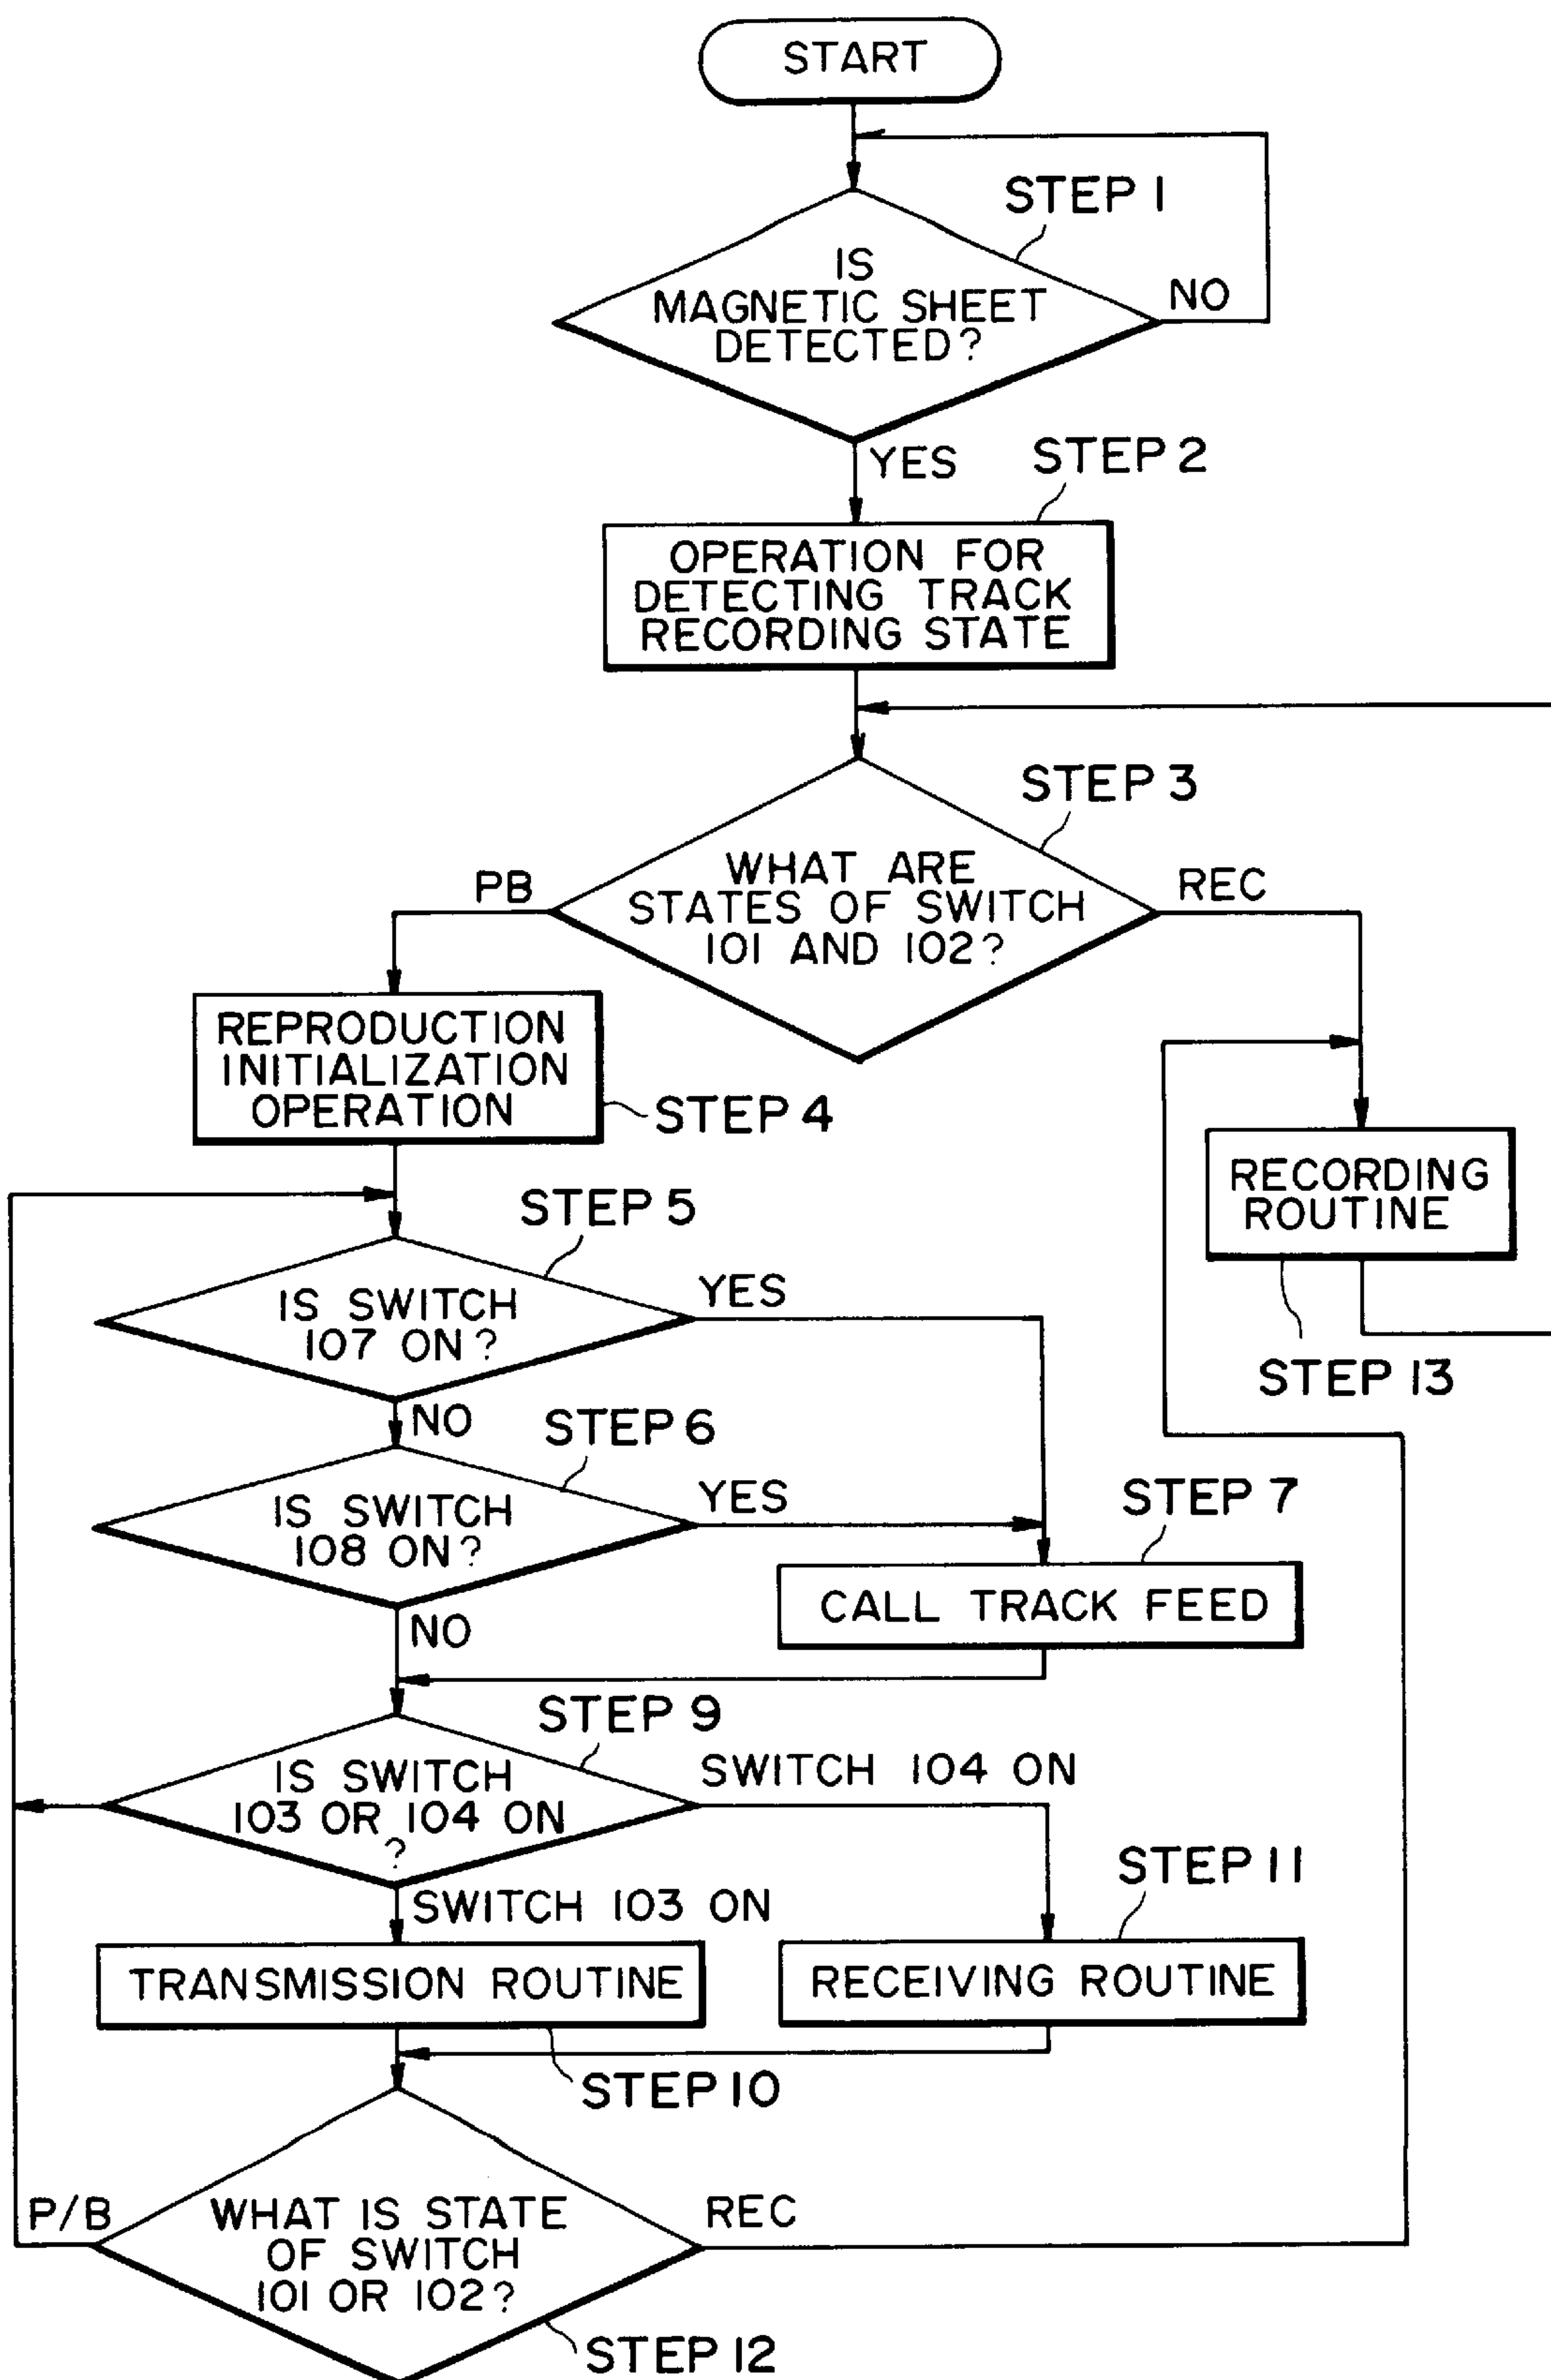 START
STEP 1
IS
MAGNETIC SHEET
DETECTED?
NO
YES
STEP 2
OPERATION FOR
DETECTING TRACK
RECORDING STATE
STEP 3
WHAT ARE
STATES OF SWITCH
101 AND 102?
PB
REC
REPRODUCTION
INITIALIZATION
OPERATION
STEP 4
RECORDING
ROUTINE
STEP 13
STEP 5
IS SWITCH
107 ON?
YES
NO
STEP 6
IS SWITCH
108 ON?
YES
NO
STEP 7
CALL TRACK FEED
STEP 9
IS SWITCH
103 OR 104 ON
?
SWITCH 104 ON
SWITCH 103 ON
STEP 11
TRANSMISSION ROUTINE
RECEIVING ROUTINE
STEP 10
P/B
WHAT IS STATE
OF SWITCH
101 OR 102?
REC
STEP 12